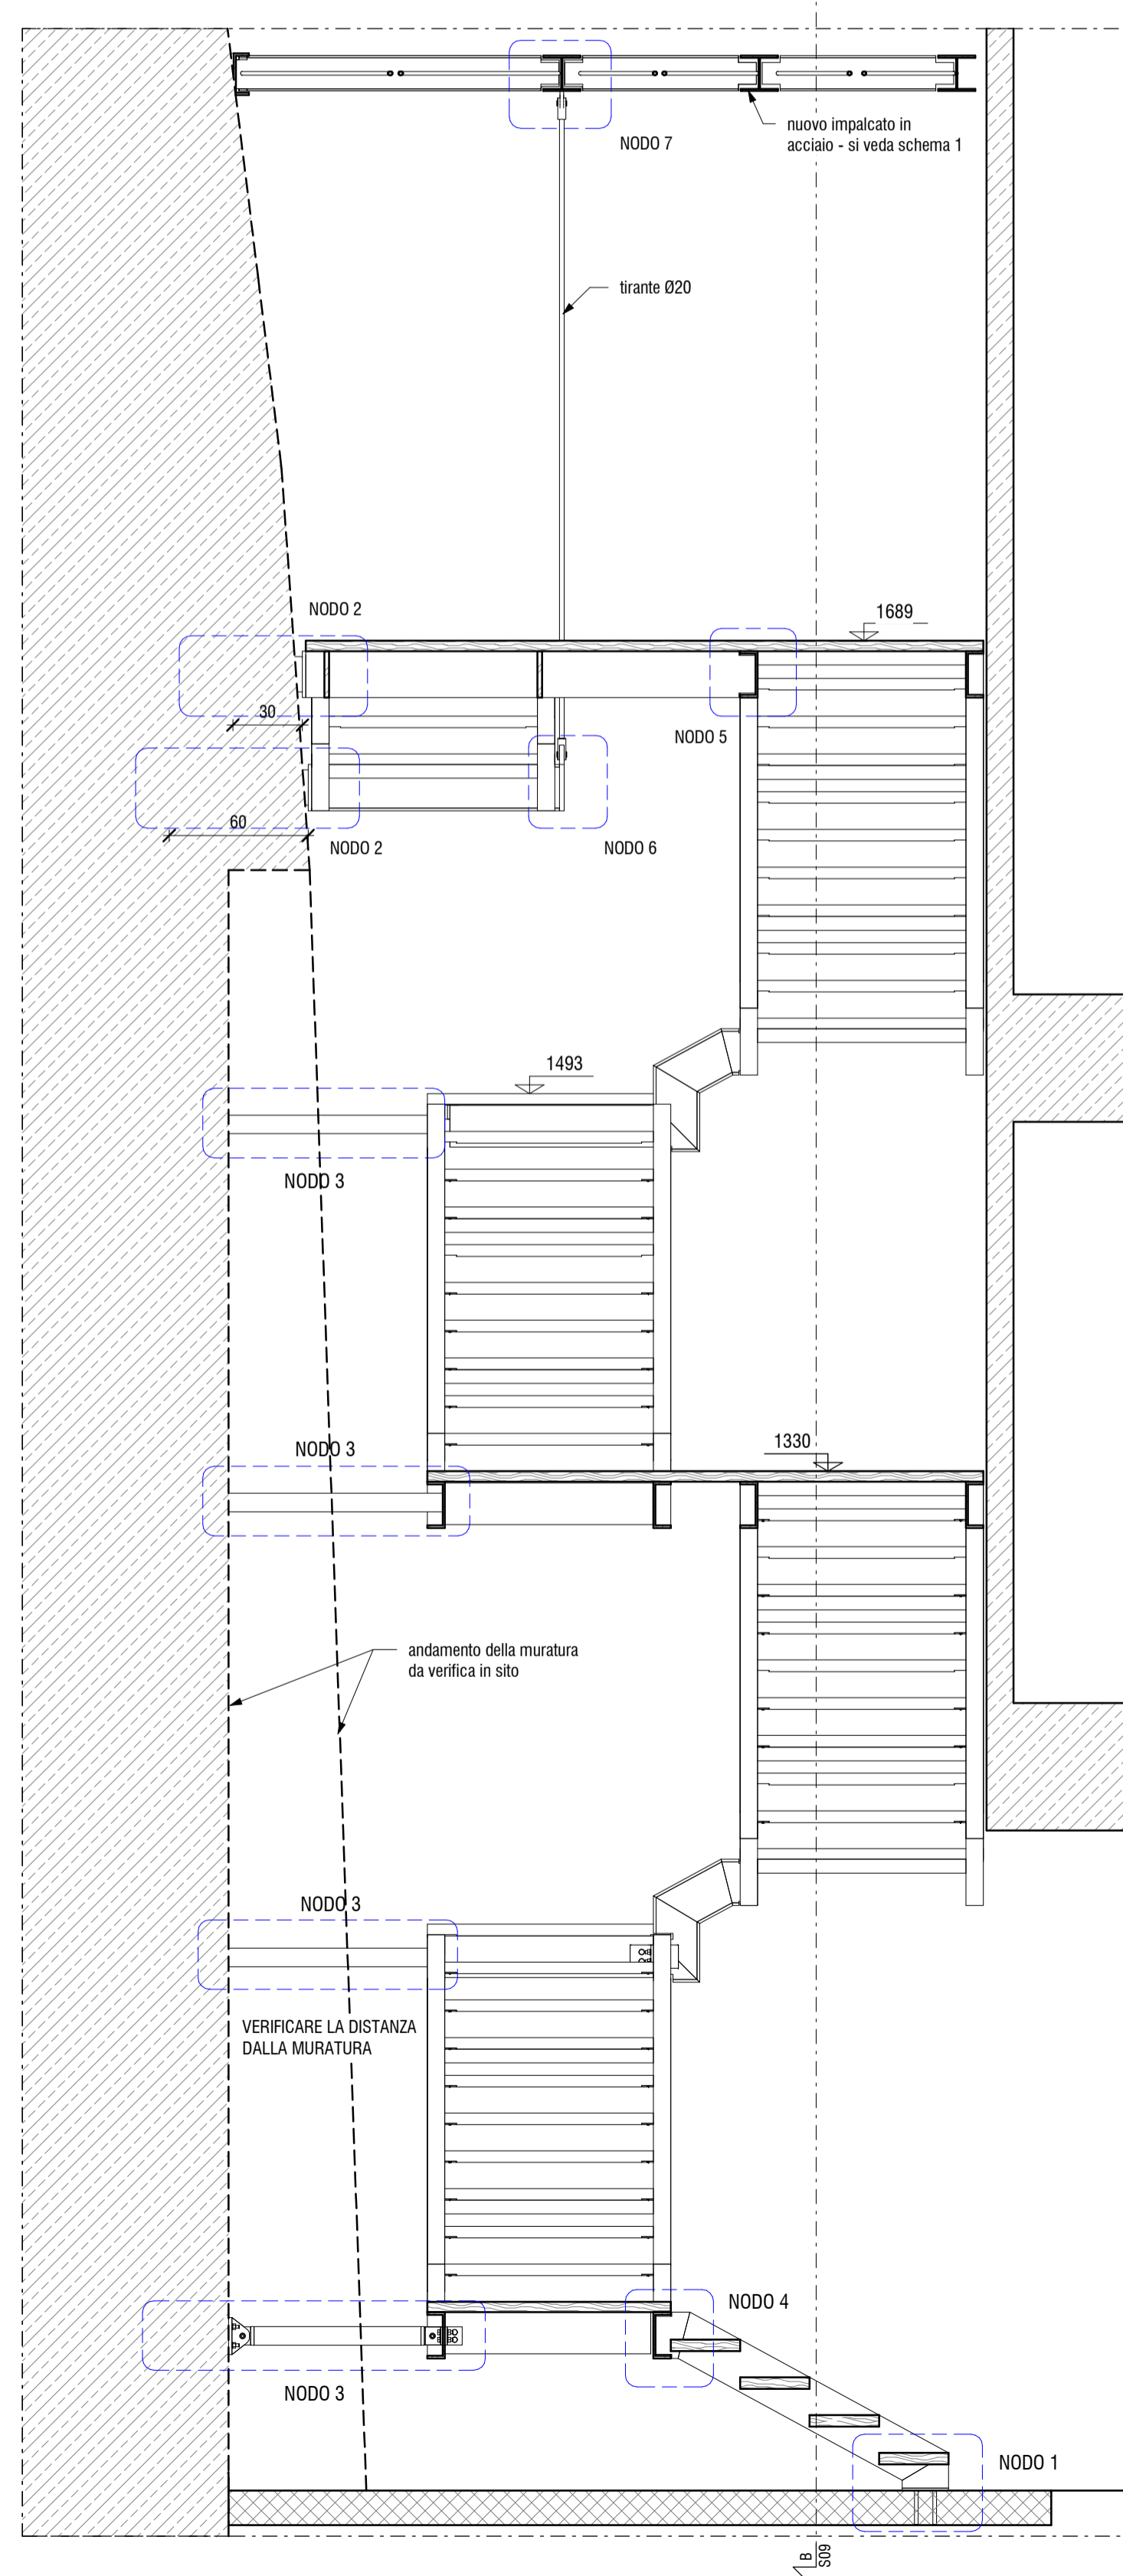 NODO 7
nuovo impalcato in
acciaio - si veda schema 1
tirante Ø20
NODO 2
1689
30
NODO 5
60
NODO 2
NODO 6
1493
NODO 3
NODO 3
1330
andamento della muratura
da verifica in sito
NODO 3
VERIFICARE LA DISTANZA
DALLA MURATURA
NODO 4
NODO 3
NODO 1
B
S09